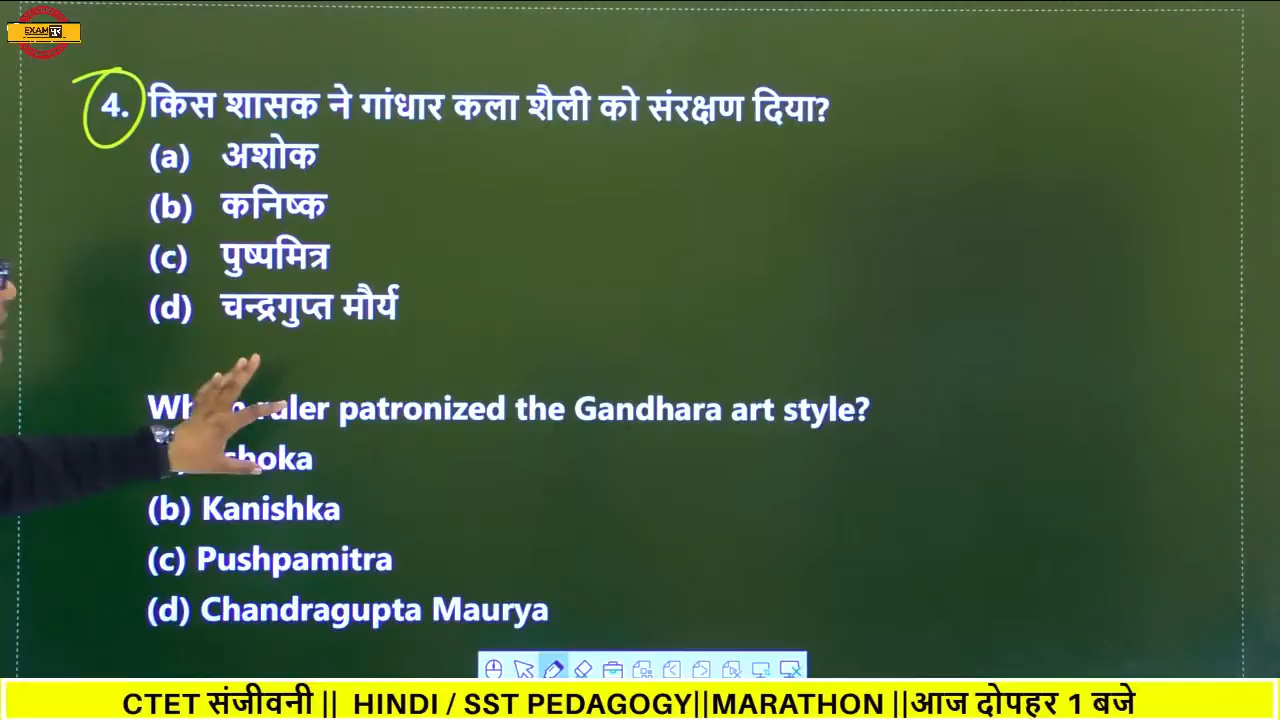 EXAM
4. किस शासक ने गांधार कला शैली को संरक्षण दिया?
(a) अशोक
(b) कनिष्क
(c) पुष्पमित्र
(d) चन्द्रगुप्त मौर्य
ruler patronized the Gandhara art style?
(b) Kanishka
(c) Pushpamitra
(d) Chandragupta Maurya
CTET संजीवनी || HINDI / SST PEDAGOGY||MARATHON ||आज दोपहर 1 बजे